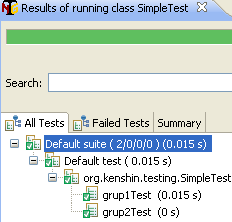 Results of running class SimpleTest
Search:
All Tests Failed Tests Summary
Default suite ( 2/0/0/0 ) (0.015 s)
Default test ( 0.015 s)
org.kenshin.testing.SimpleTest
grup1Test (0.015 s)
grup2Test (0 s)